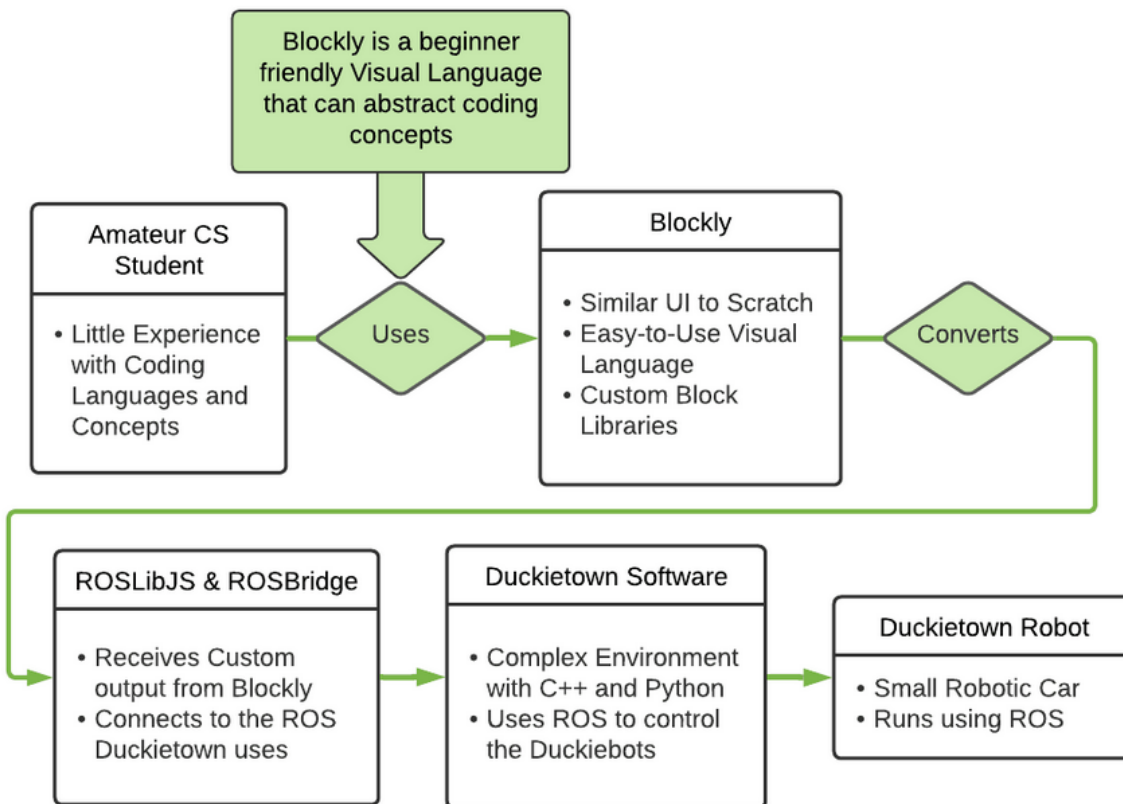 Blockly is a beginner
friendly Visual Language
that can abstract coding
concepts
Amateur CS
Student
• Little Experience
with Coding
Languages and
Concepts
Uses
Blockly
• Similar UI to Scratch
• Easy-to-Use Visual
Language
• Custom Block
Libraries
Converts
ROSLibJS & ROSBridge
• Receives Custom
output from Blockly
• Connects to the ROS
Duckietown uses
Duckietown Software
• Complex Environment
with C++ and Python
• Uses ROS to control
the Duckiebots
Duckietown Robot
• Small Robotic Car
• Runs using ROS